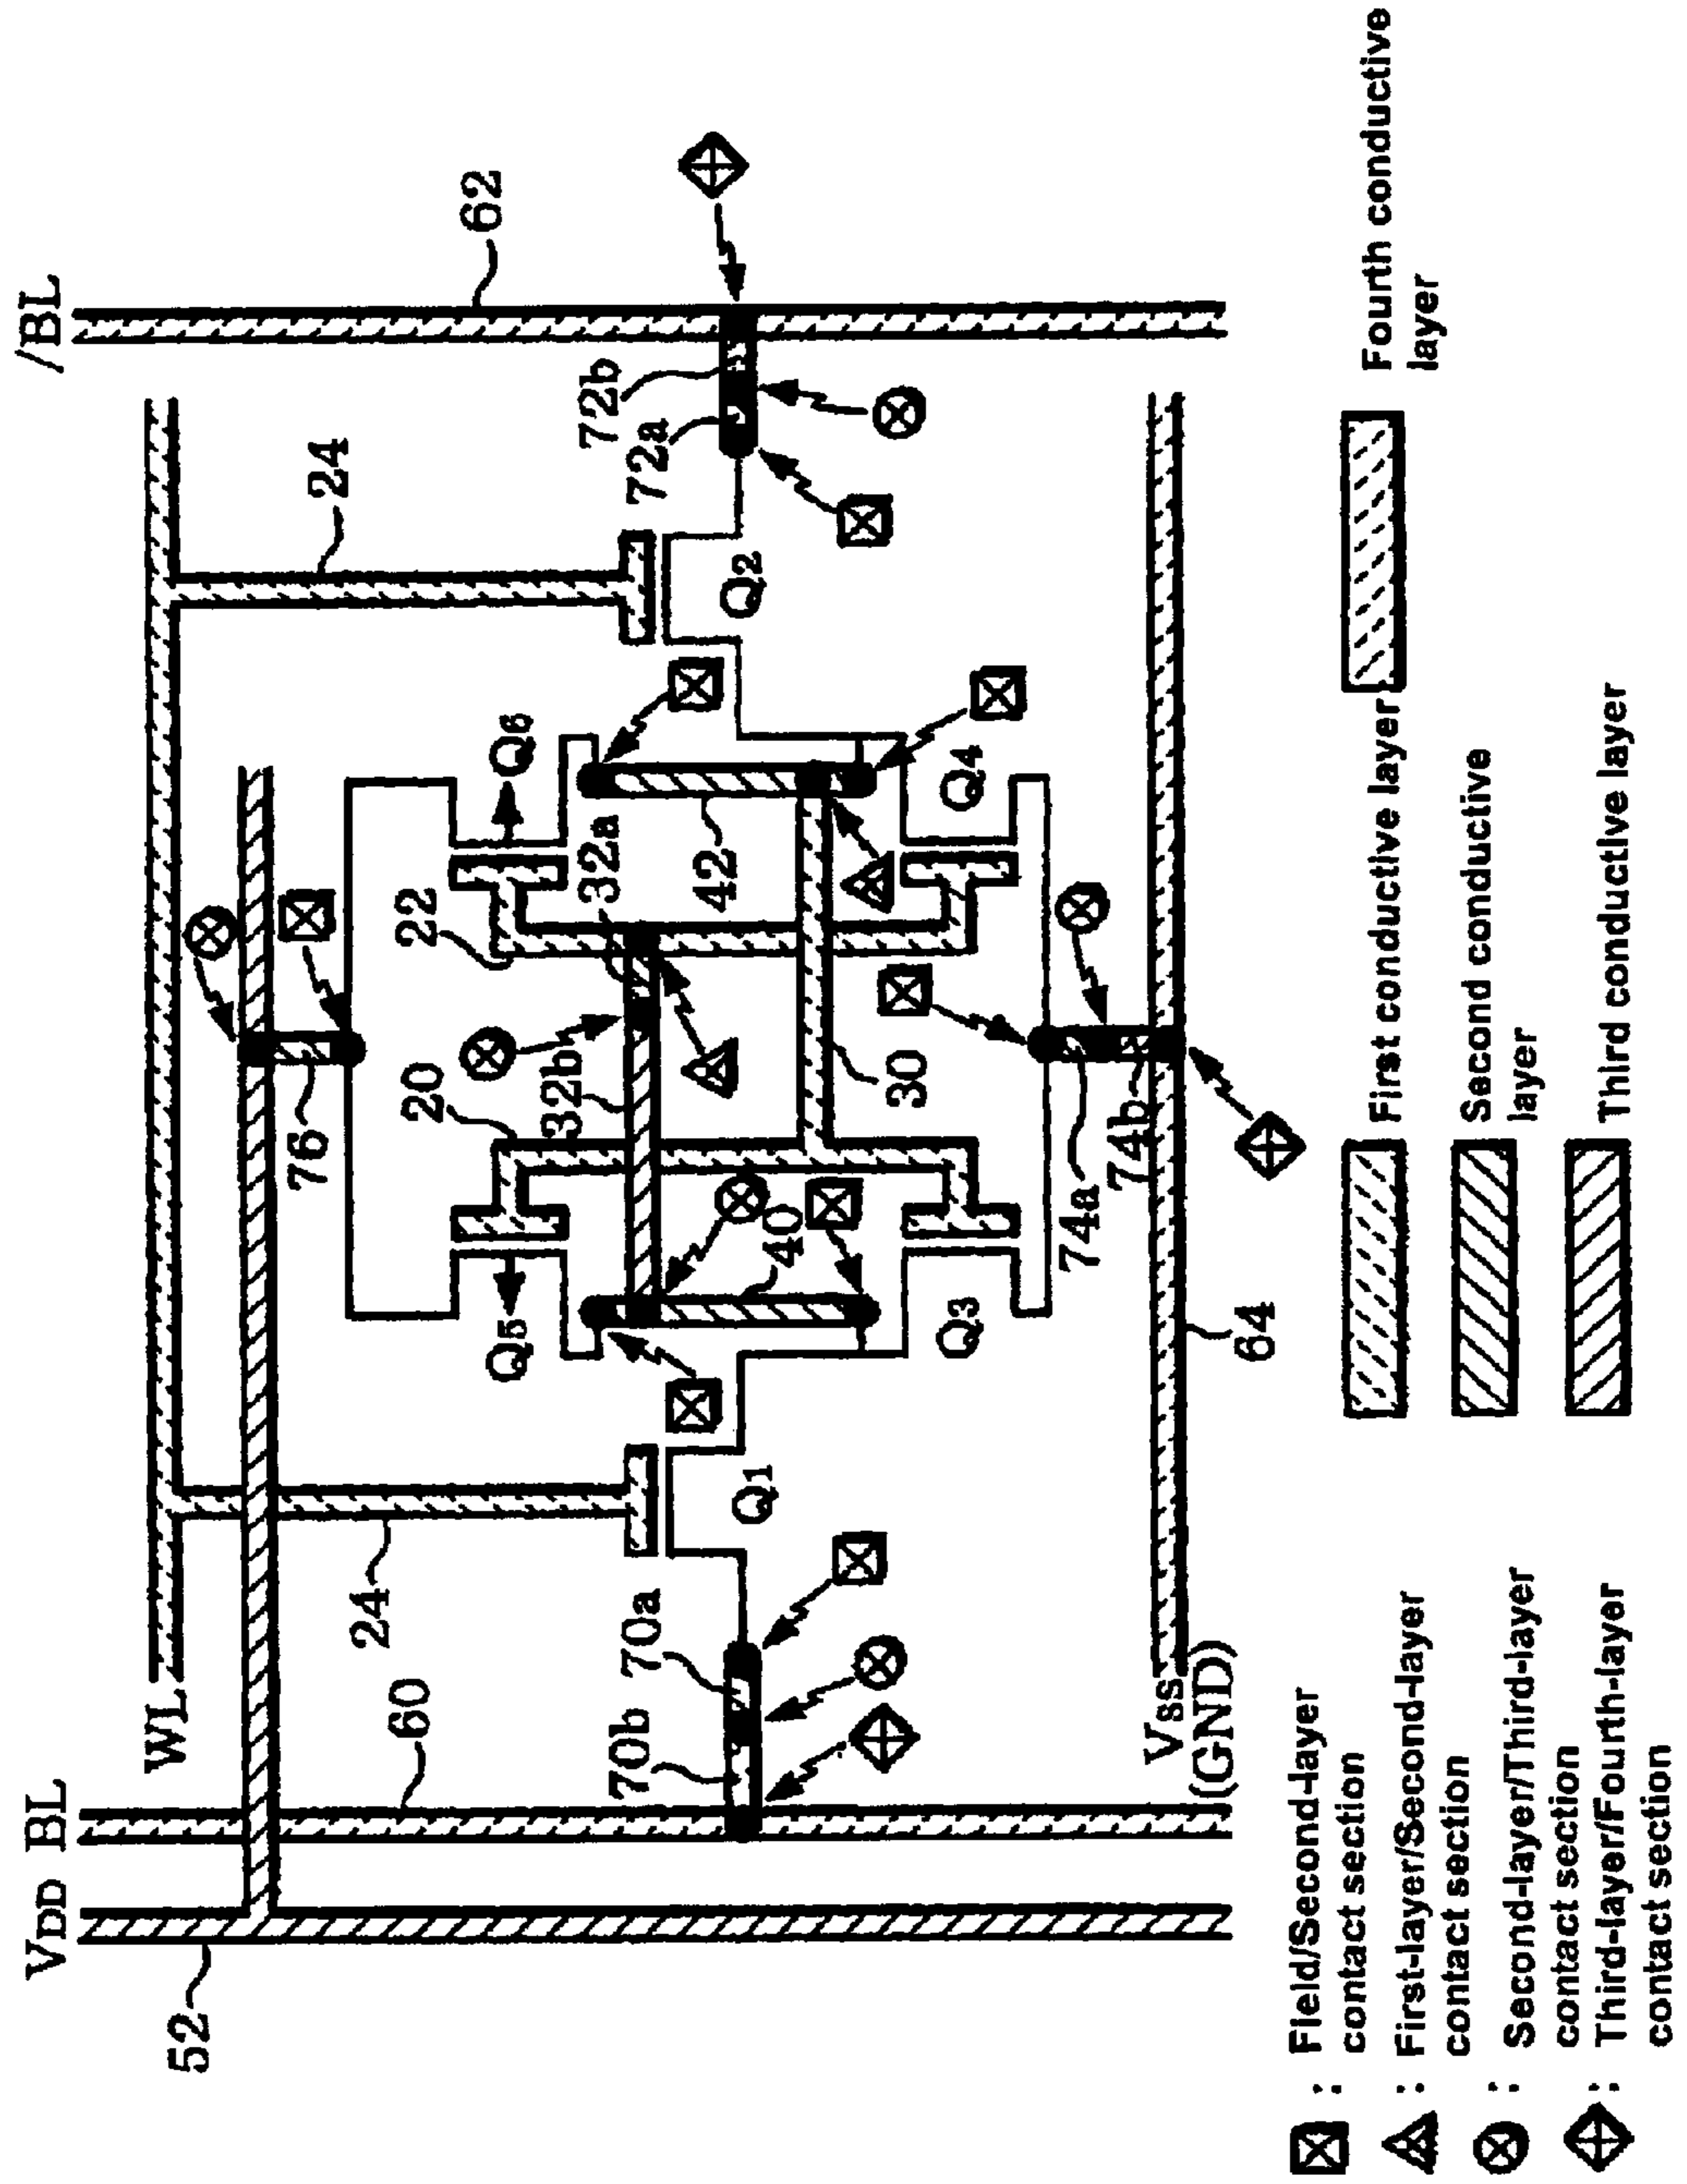 VDD BL
/BL
WL
52
60
24
24
62
76
22
Q6
Q5
20
32b
32a
42
40
30
Q1
Q2
Q3
Q4
70b
70a
72a
72b
74a
74b
64
Vss
(GND)
: Field/Second-layer
contact section
: First-layer/Second-layer
contact section
: Second-layer/Third-layer
contact section
: Third-layer/Fourth-layer
contact section
First conductive layer
Second conductive
layer
Third conductive layer
Fourth conductive
layer